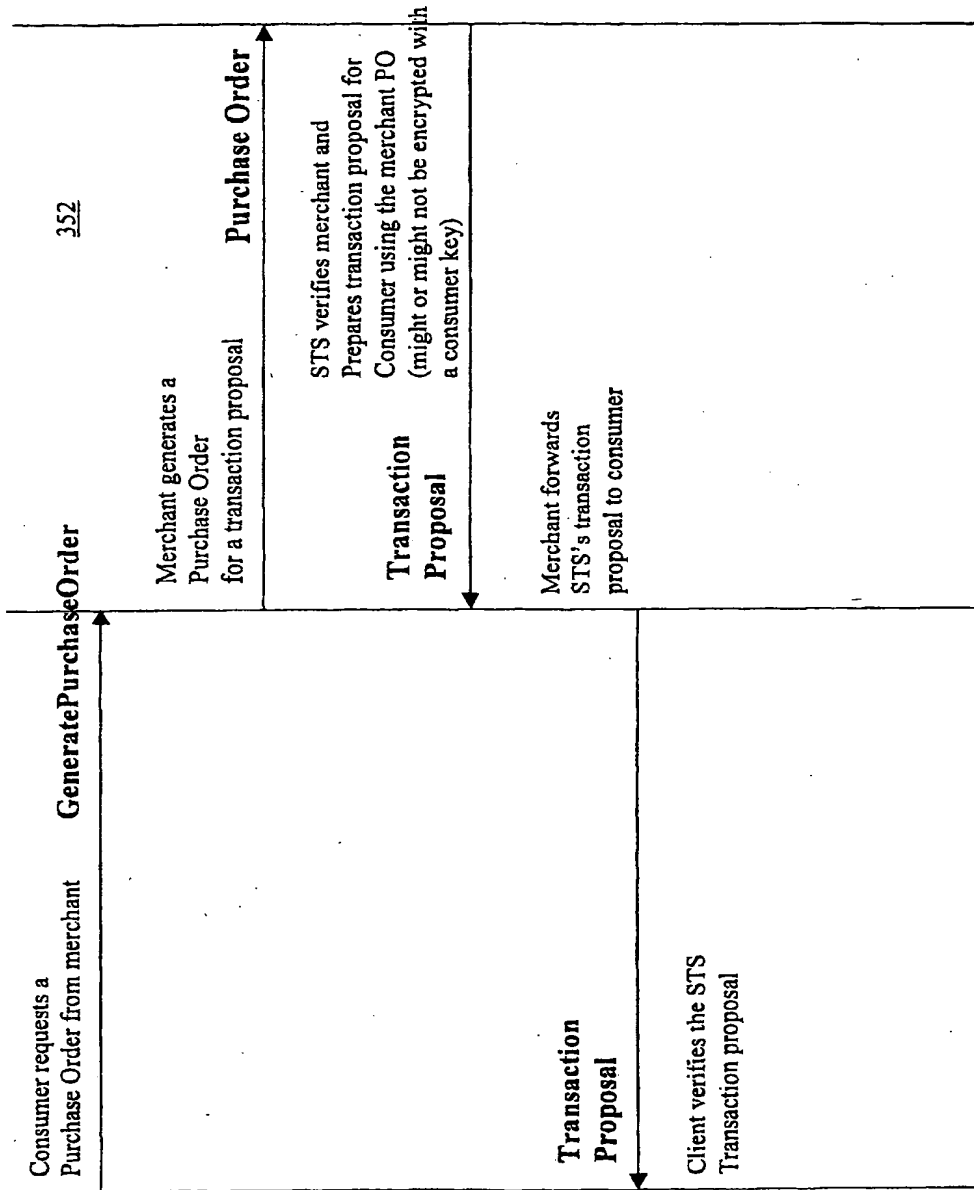 Consumer requests a
Purchase Order from merchant
GeneratePurchaseOrder
352
Merchant generates a
Purchase Order
for a transaction proposal
Purchase Order
STS verifies merchant and
Prepares transaction proposal for
Consumer using the merchant PO
(might or might not be encrypted with
a consumer key)
Transaction
Proposal
Merchant forwards
STS's transaction
proposal to consumer
Transaction
Proposal
Client verifies the STS
Transaction proposal